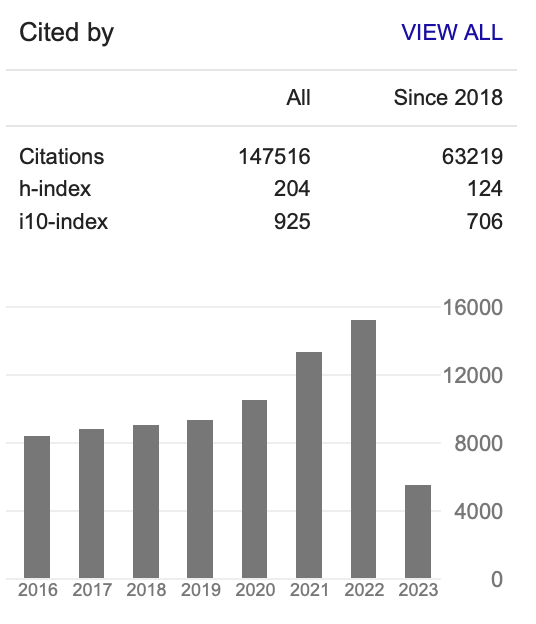 Cited by VIEW ALL
All Since 2018
Citations 147516 63219
h-index 204 124
i10-index 925 706
16000
12000
8000
4000
0
2016 2017 2018 2019 2020 2021 2022 2023